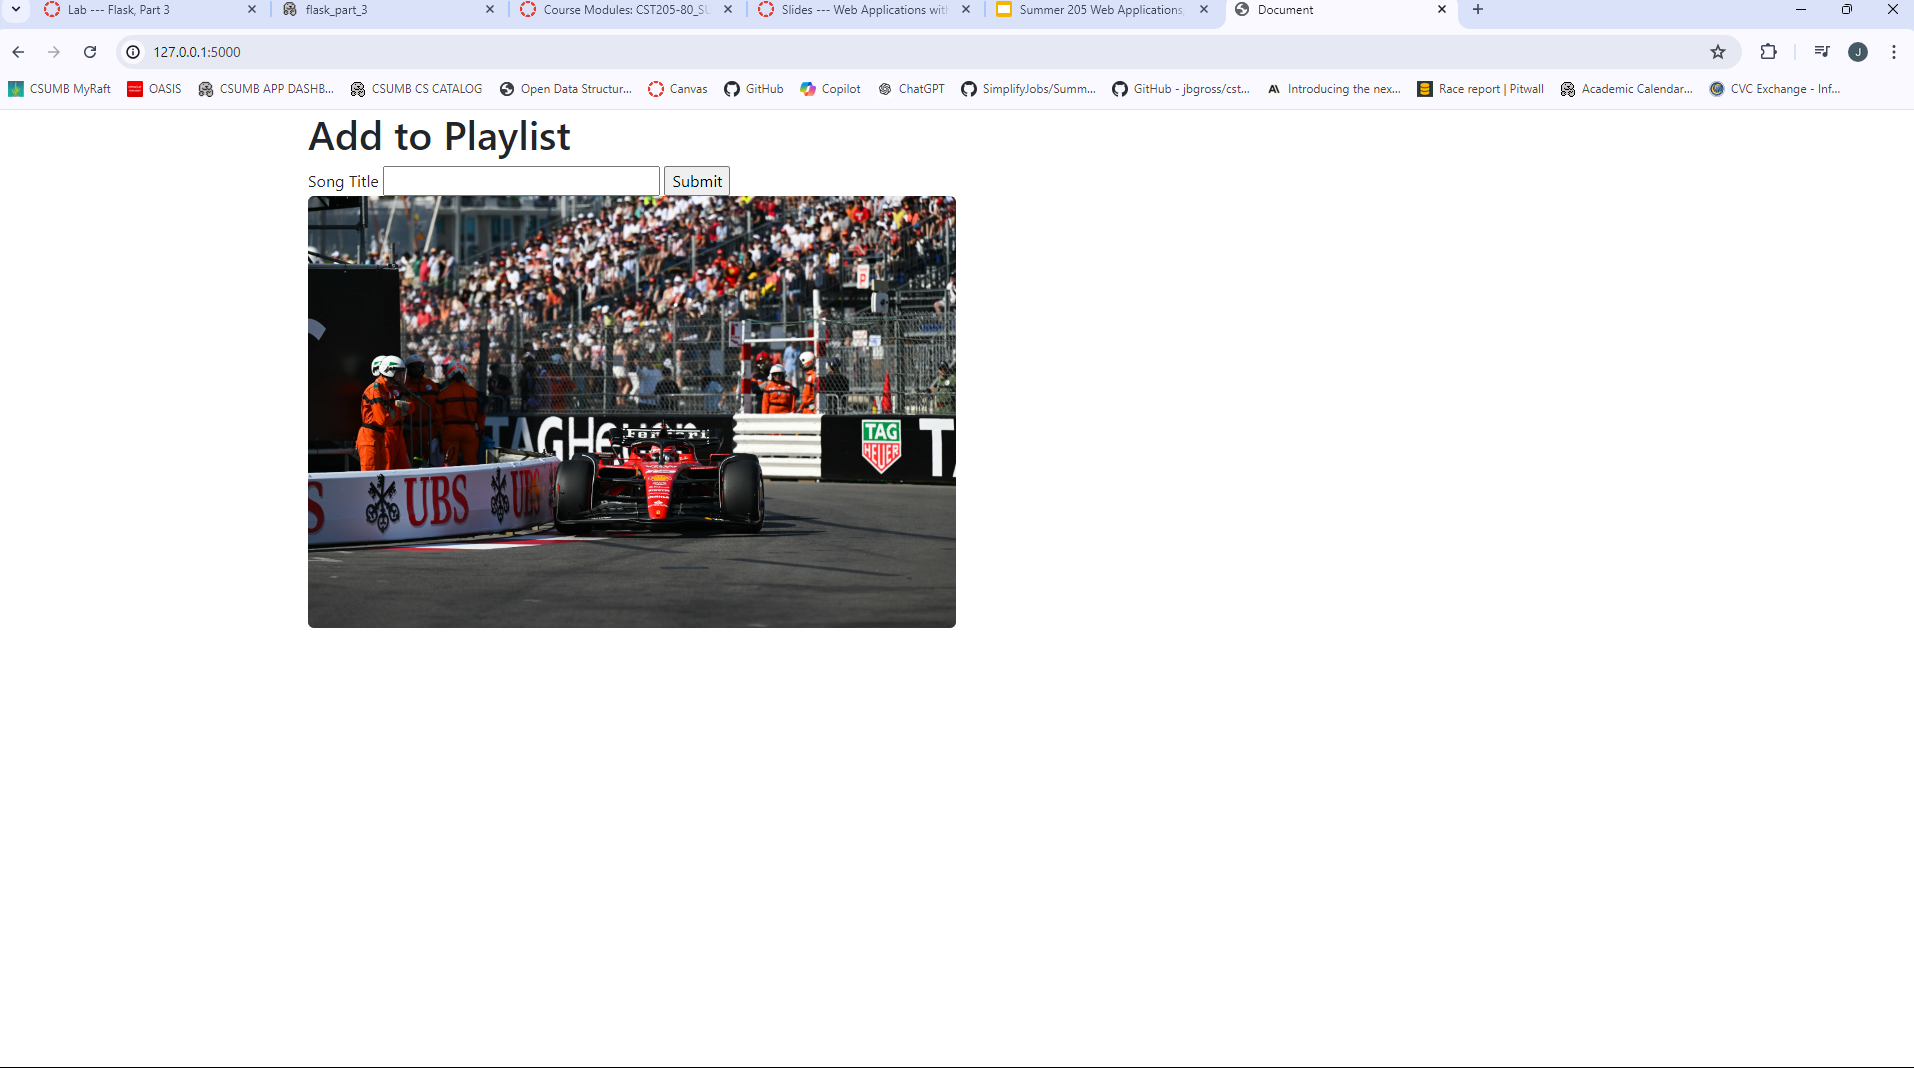 Lab --- Flask, Part 3
flask_part_3
Course Modules: CST205-80_SU
Slides --- Web Applications wit
Summer 205 Web Applications,
Document
127.0.0.1:5000
J
CSUMB MyRaft
OASIS
CSUMB APP DASHB...
CSUMB CS CATALOG
Open Data Structur...
Canvas
GitHub
Copilot
ChatGPT
SimplifyJobs/Summ...
GitHub - jbgross/cst...
Introducing the nex...
Race report | Pitwall
Academic Calendar...
CVC Exchange - Inf...
Add to Playlist
Song Title
Submit
Ferrari
TAG
HEUER
T
UBS
UBS
S